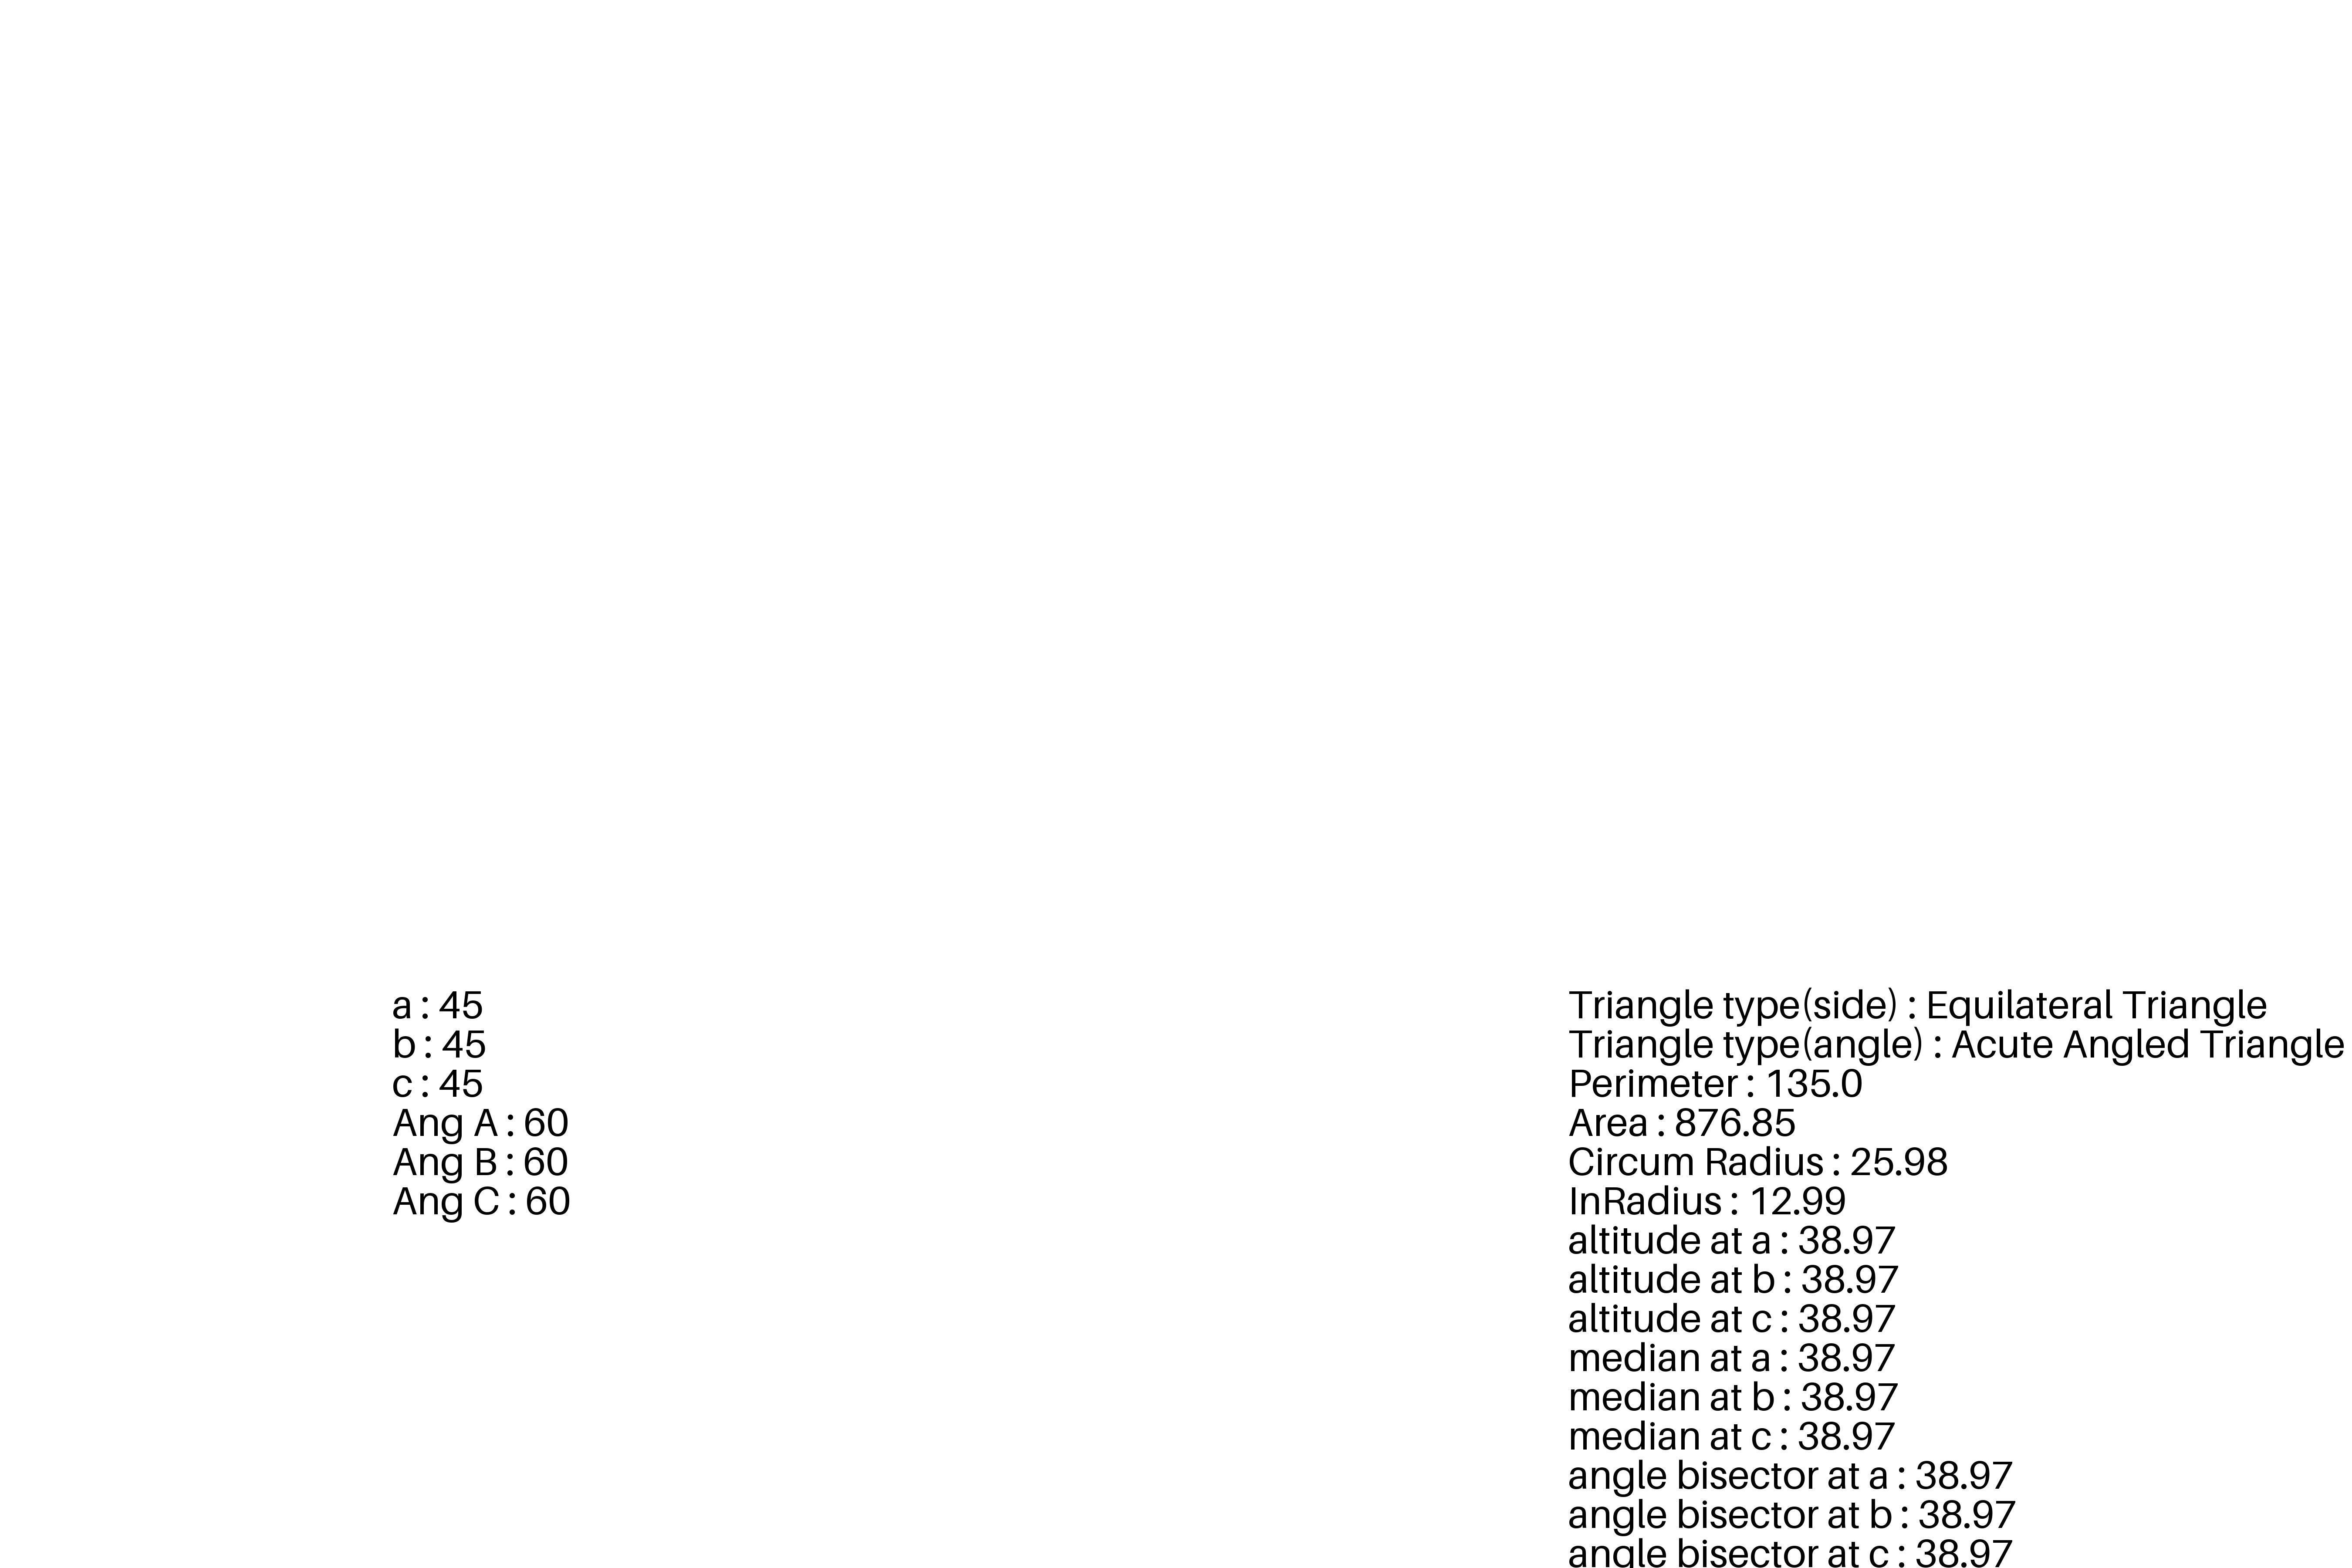 a : 45
b : 45
c : 45
Ang A : 60
Ang B : 60
Ang C : 60
Triangle type(side) : Equilateral Triangle
Triangle type(angle) : Acute Angled Triangle
Perimeter : 135.0
Area : 876.85
Circum Radius : 25.98
InRadius : 12.99
altitude at a : 38.97
altitude at b : 38.97
altitude at c : 38.97
median at a : 38.97
median at b : 38.97
median at c : 38.97
angle bisector at a : 38.97
angle bisector at b : 38.97
angle bisector at c : 38.97